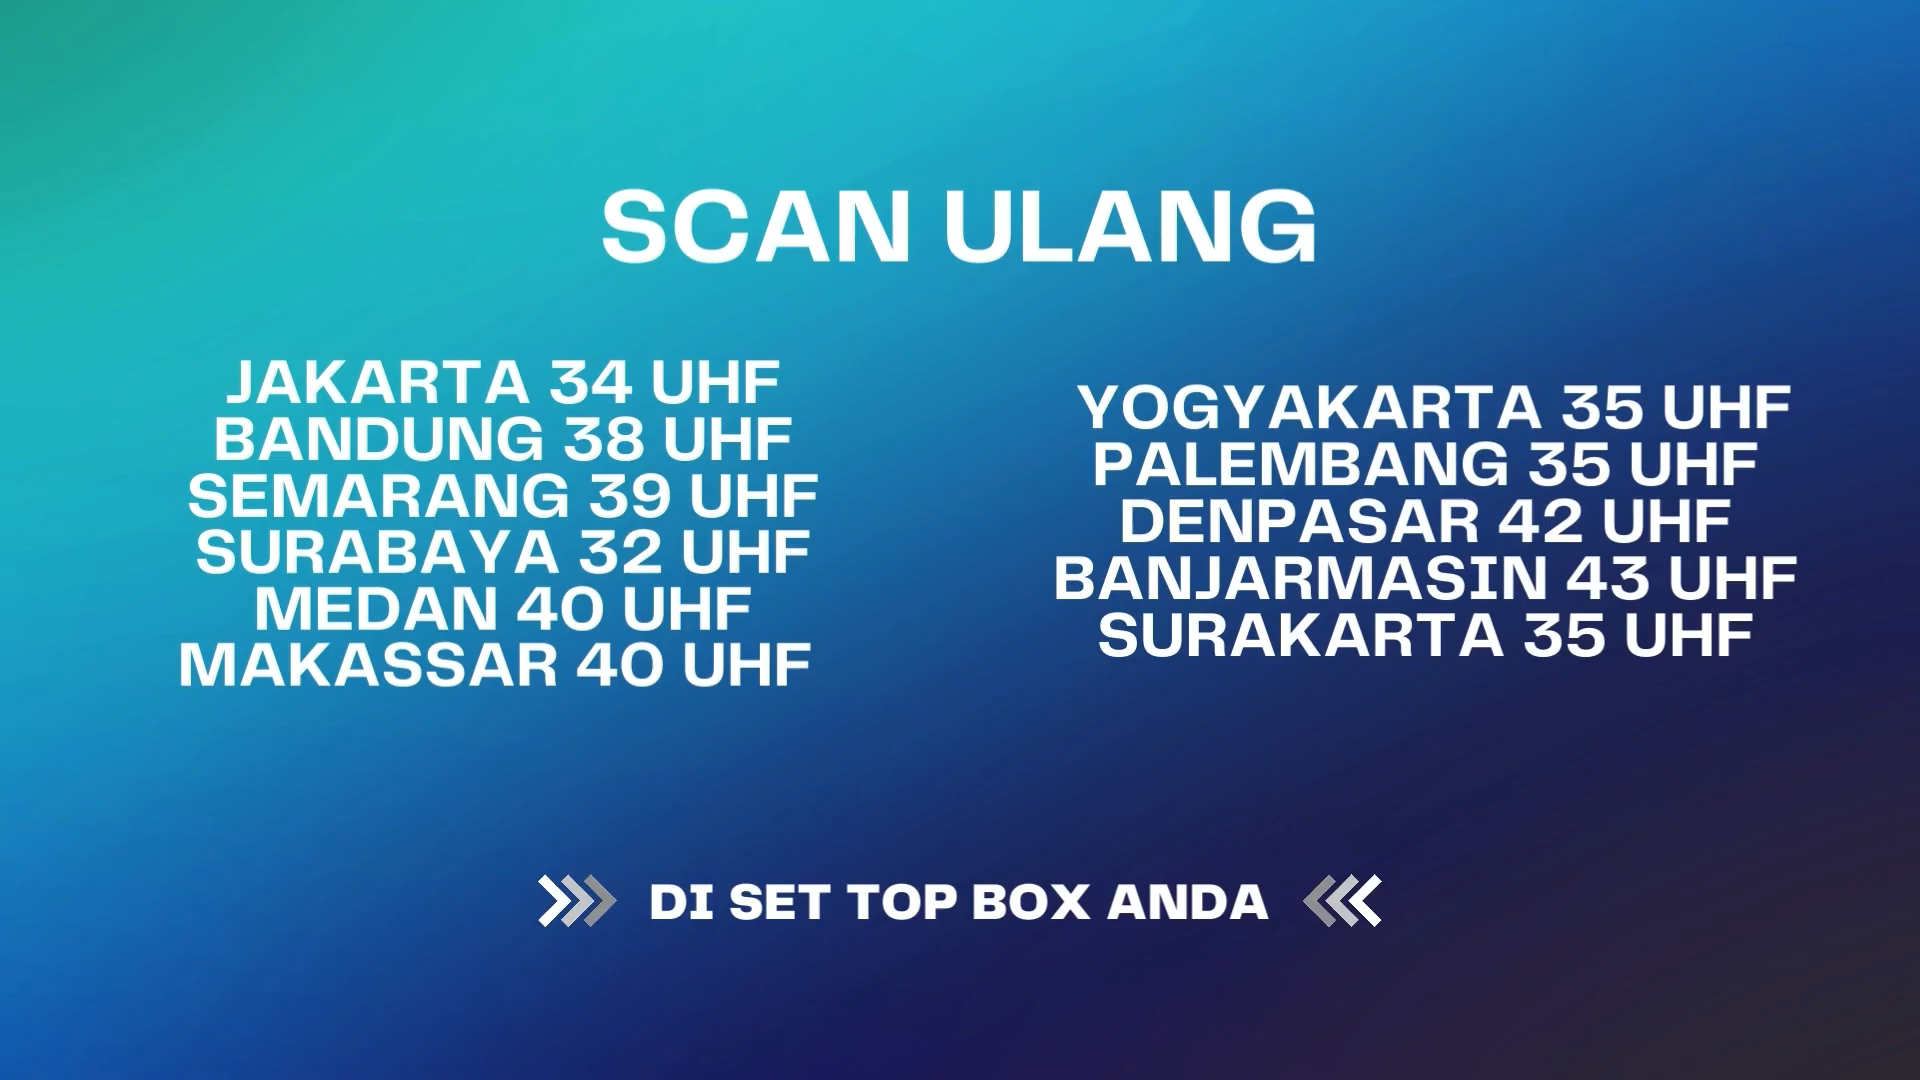 SCAN ULANG
JAKARTA 34 UHF
BANDUNG 38 UHF
SEMARANG 39 UHF
SURABAYA 32 UHF
MEDAN 40 UHF
MAKASSAR 40 UHF
YOGYAKARTA 35 UHF
PALEMBANG 35 UHF
DENPASAR 42 UHF
BANJARMASIN 43 UHF
SURAKARTA 35 UHF
DI SET TOP BOX ANDA